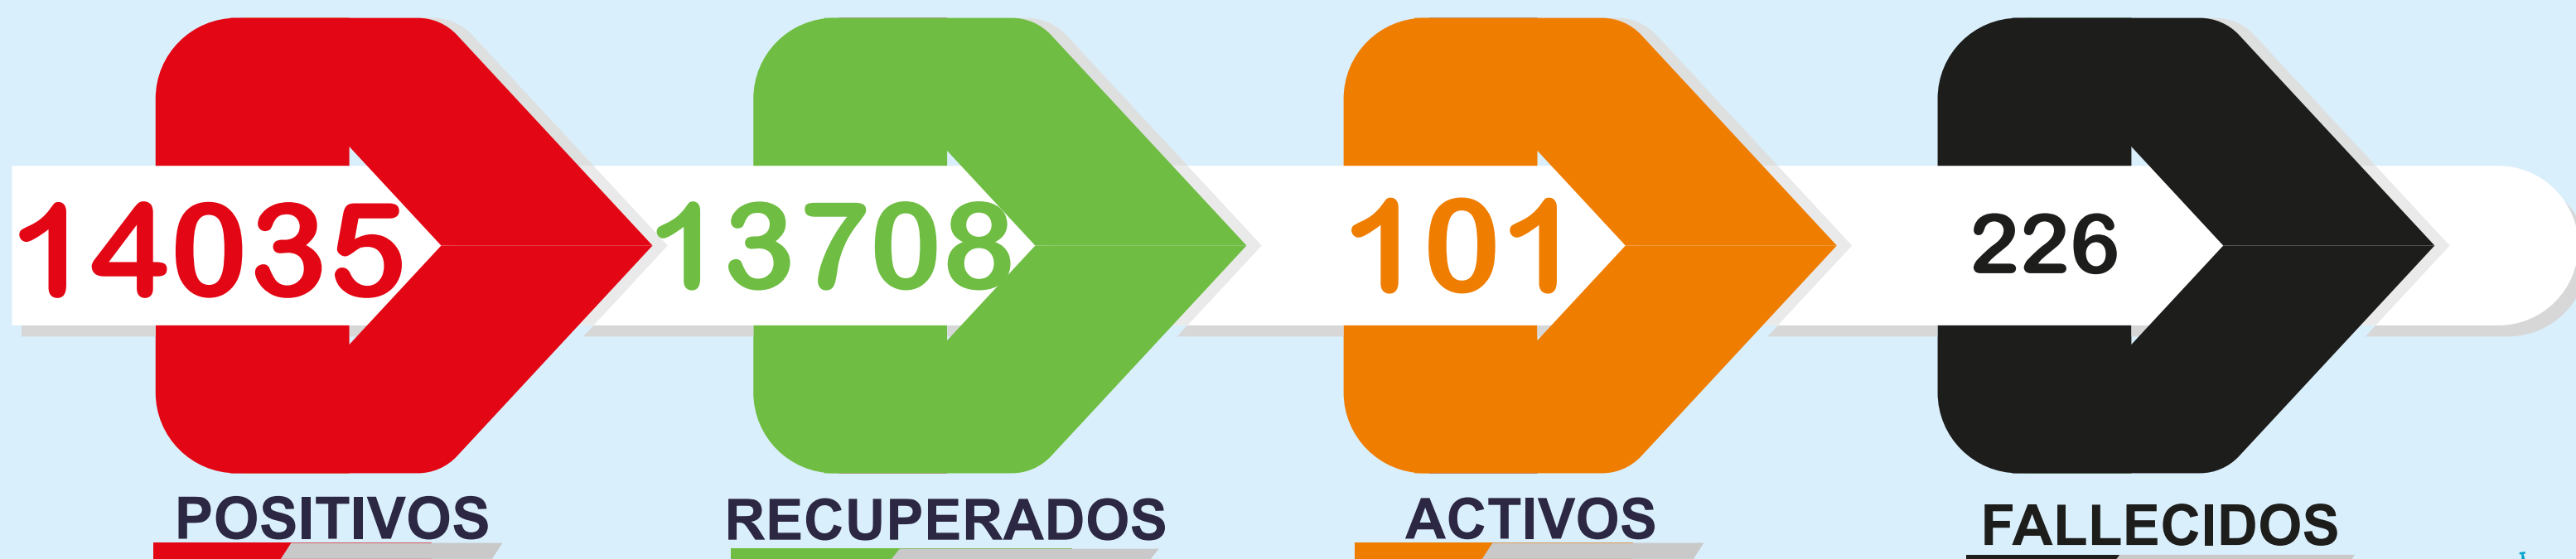 14035 13708 101 226
POSITIVOS RECUPERADOS ACTIVOS FALLECIDOS